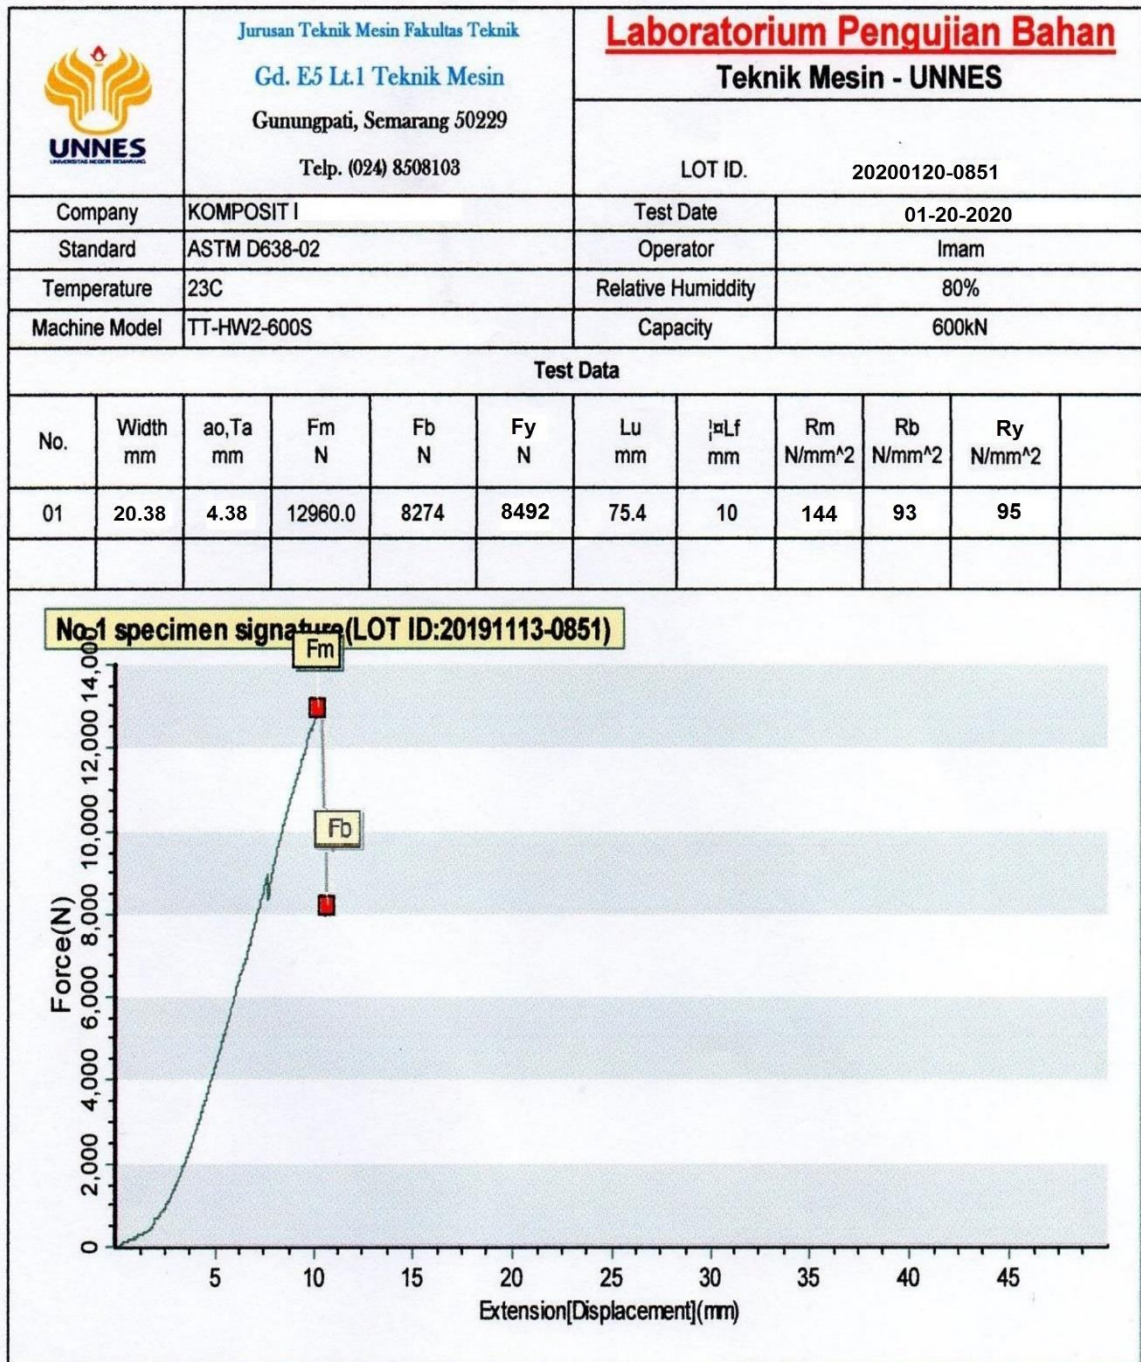 UNNES
UNIVERSITAS NEGERI SEMARANG
Jurusan Teknik Mesin Fakultas Teknik
Gd. E5 Lt.1 Teknik Mesin
Gunungpati, Semarang 50229
Telp. (024) 8508103
Laboratorium Pengujian Bahan
Teknik Mesin - UNNES
LOT ID. 20200120-0851
Company KOMPOSIT I Test Date 01-20-2020
Standard ASTM D638-02 Operator Imam
Temperature 23C Relative Humiddity 80%
Machine Model TT-HW2-600S Capacity 600kN
Test Data
No. Width mm ao,Ta mm Fm N Fb N Fy N Lu mm ¦¤Lf mm Rm N/mm^2 Rb N/mm^2 Ry N/mm^2
01 20.38 4.38 12960.0 8274 8492 75.4 10 144 93 95
No.1 specimen signature(LOT ID:20191113-0851)
Fm
Fb
Force(N)
14,000
12,000
10,000
8,000
6,000
4,000
2,000
0
5 10 15 20 25 30 35 40 45
Extension[Displacement](mm)